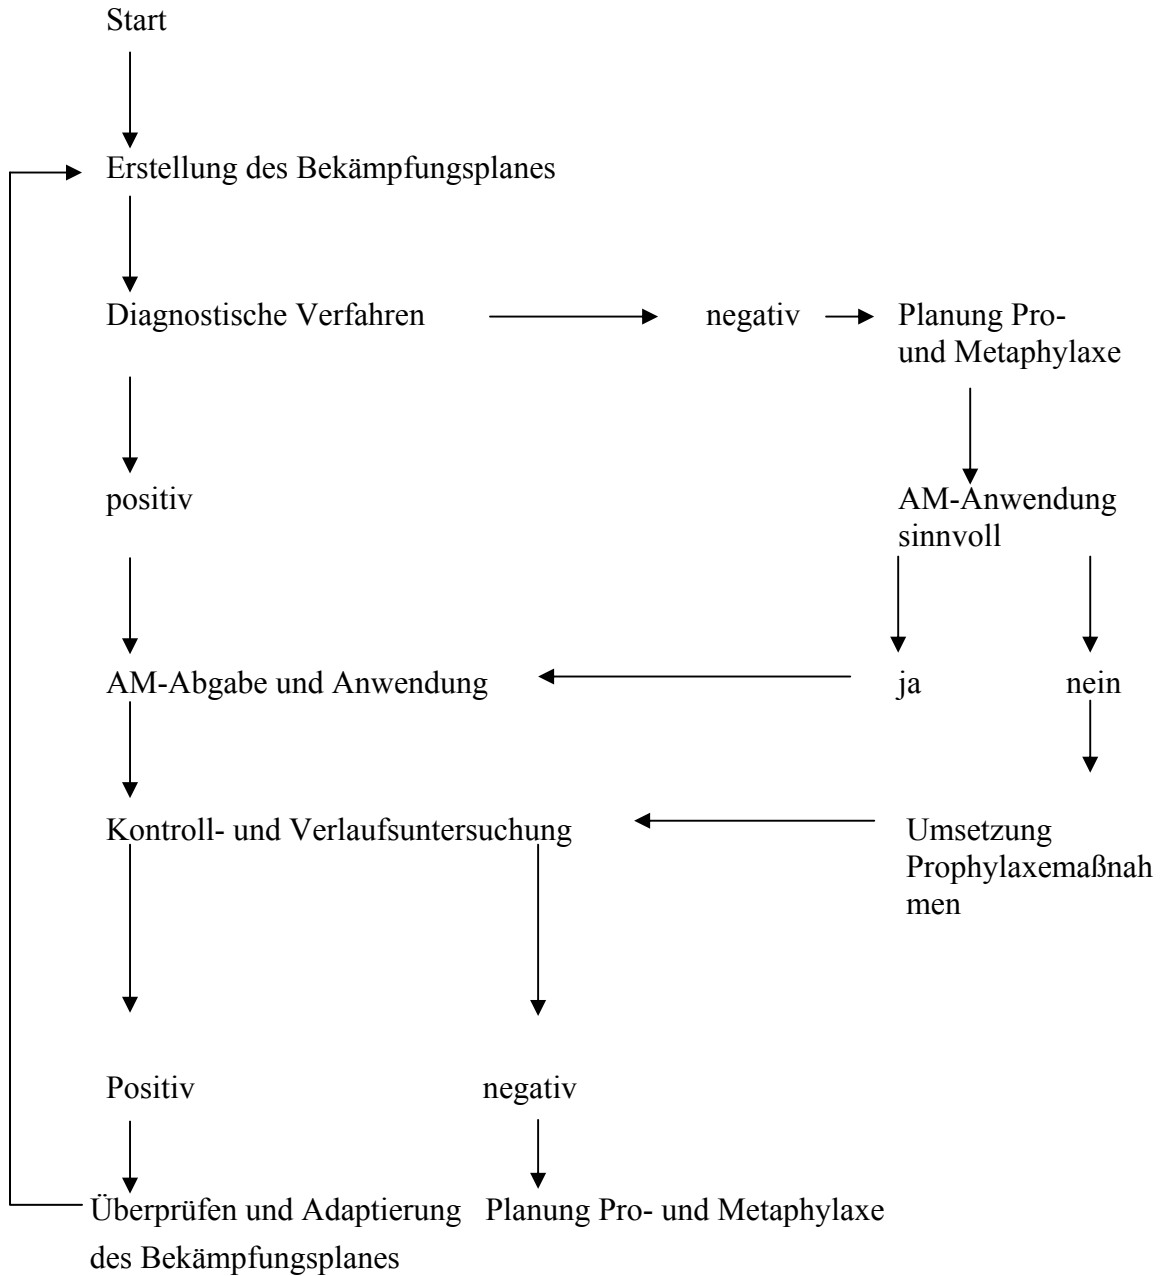 Start
Erstellung des Bekämpfungsplanes
Diagnostische Verfahren
negativ
Planung Pro-
und Metaphylaxe
positiv
AM-Anwendung
sinnvoll
AM-Abgabe und Anwendung
ja
nein
Kontroll- und Verlaufsuntersuchung
Umsetzung
Prophylaxemaßnah
men
Positiv
negativ
Überprüfen und Adaptierung
des Bekämpfungsplanes
Planung Pro- und Metaphylaxe